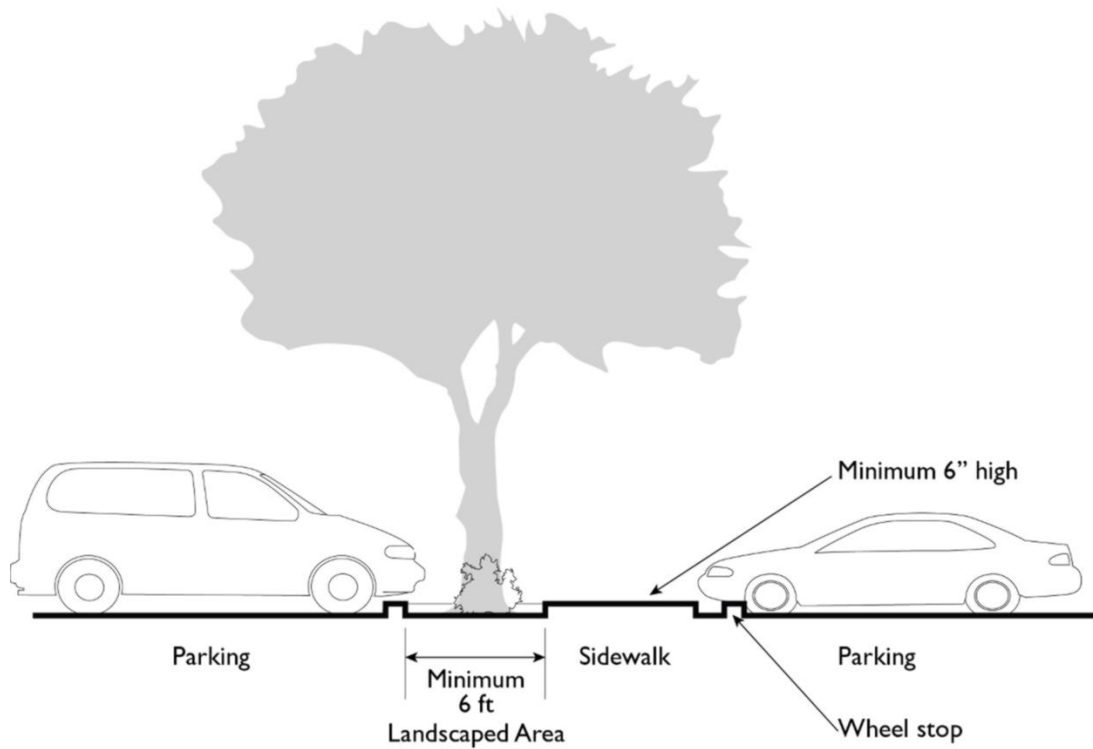 Minimum 6” high
Parking
Sidewalk
Parking
Minimum
6 ft
Landscaped Area
Wheel stop